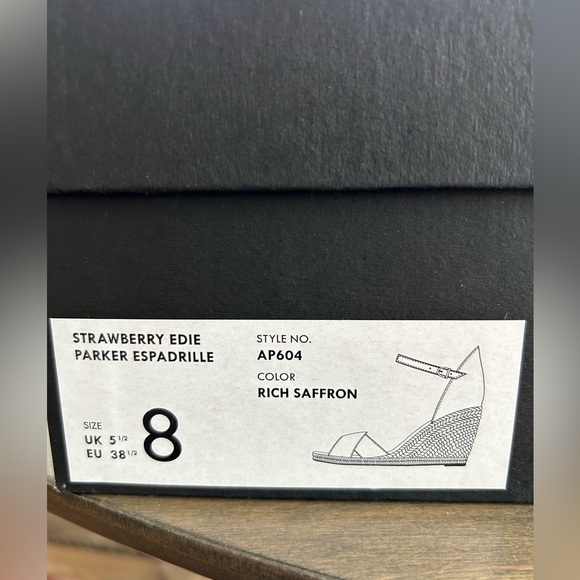 STRAWBERRY EDIE
PARKER ESPADRILLE
STYLE NO.
AP604
COLOR
RICH SAFFRON
SIZE
UK 5 1/2
EU 38 1/2
8